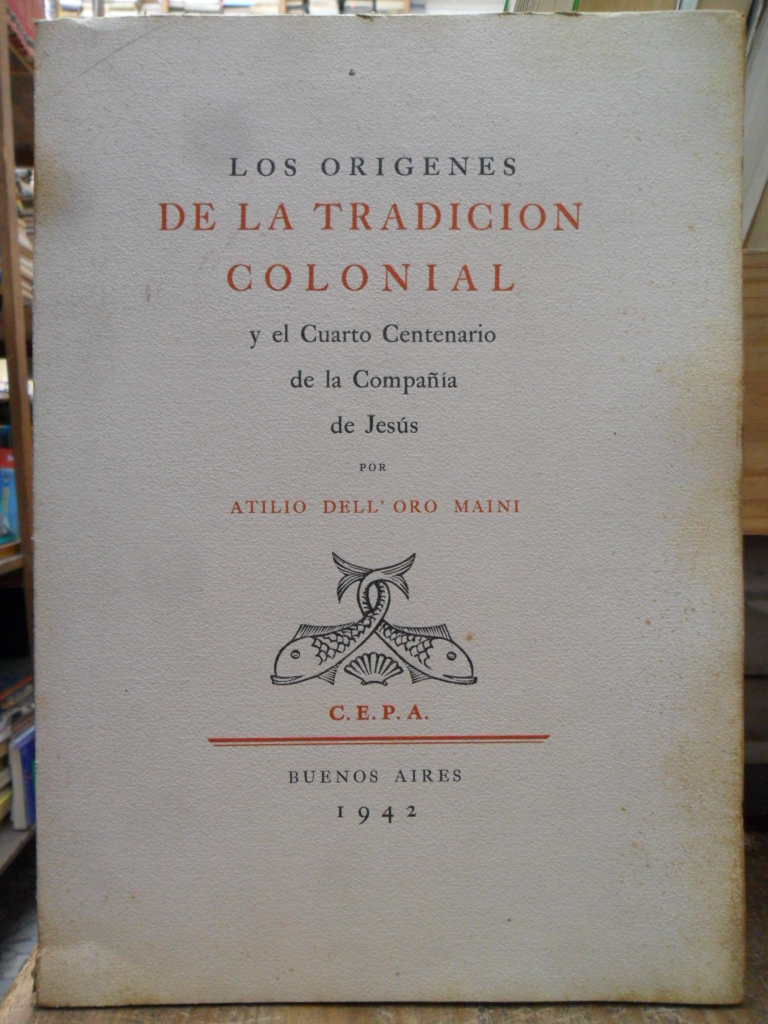 LOS ORIGENES
DE LA TRADICION
COLONIAL
y el Cuarto Centenario
de la Compañía
de Jesús
POR
ATILIO DELL' ORO MAINI
C. E. P. A.
BUENOS AIRES
1942